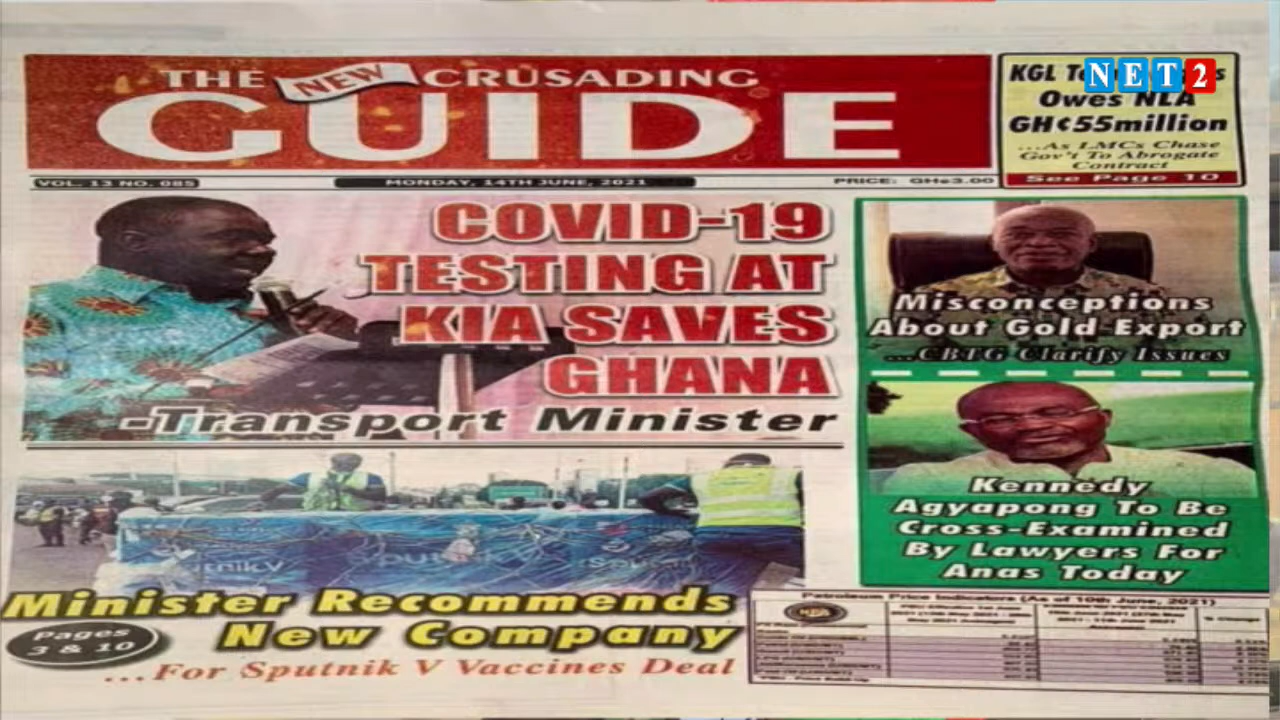 NET2
THE NEW CRUSADING
GUIDE
KGL
Owes NLA
GH¢55million
...As LMCs Chase
Gov't To Abrogate
Contract
See Page 10
VOL. 13 NO. 085
MONDAY, 14TH JUNE, 2021
PRICE: GH¢3.00
COVID-19
TESTING AT
KIA SAVES
GHANA
-Transport Minister
Misconceptions
About Gold Export
...CBTG Clarify Issues
Kennedy
Agyapong To Be
Cross-Examined
By Lawyers For
Anas Today
Sputnik
Minister Recommends
New Company
Pages
3 & 10
...For Sputnik V Vaccines Deal
Petroleum Price Indicators (As of 10th June, 2021)
% Change